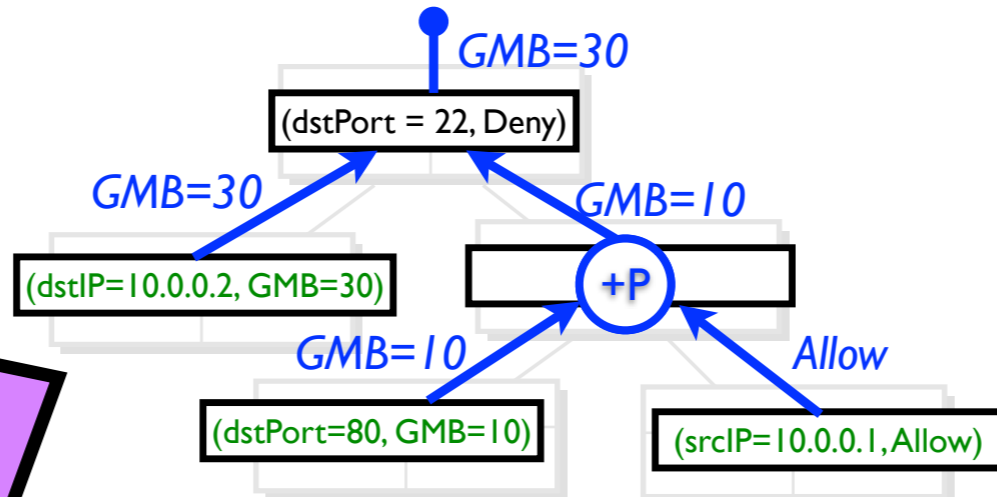 GMB=30
(dstPort = 22, Deny)
GMB=30
GMB=10
(dstIP=10.0.0.2, GMB=30)
+P
GMB=10
Allow
(dstPort=80, GMB=10)
(srcIP=10.0.0.1, Allow)